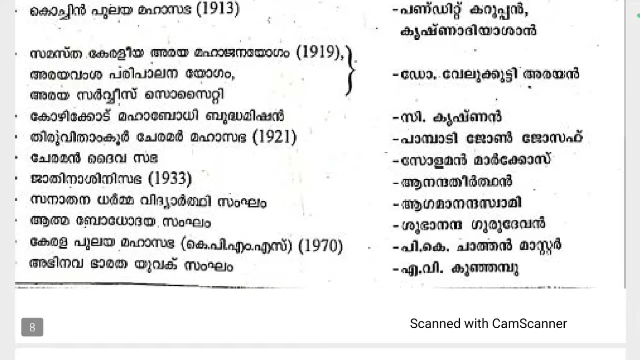 കൊച്ചിൻ പുലയ മഹാസഭ (1913) -പണ്ഡിറ്റ് കറുപ്പൻ,
കൃഷ്ണാദിയാശാൻ
സമസ്ത കേരളീയ അരയ മഹാജനയോഗം (1919),
അരയവംശ പരിപാലന യോഗം, -ഡോ. വേലുക്കുട്ടി അരയൻ
അരയ സർവ്വീസ് സൊസൈറ്റി
കോഴിക്കോട് മഹാബോധി ബുദ്ധമിഷൻ -സി. കൃഷ്ണൻ
തിരുവിതാംകൂർ ചേരമർ മഹാസഭ (1921) -പാമ്പാടി ജോൺ ജോസഫ്
ചേരമൻ ദൈവ സഭ -സോളമൻ മാർക്കോസ്
ജാതിനാശിനിസഭ (1933) -ആനന്ദതീർത്ഥൻ
സനാതന ധർമ്മ വിദ്യാർത്ഥി സംഘം -ആഗമാനന്ദസ്വാമി
ആത്മ ബോധോദയ സംഘം -ശുഭാനന്ദ ഗുരുദേവൻ
കേരള പുലയ മഹാസഭ (കെ.പി.എം.എസ്) (1970) -പി.കെ. ചാത്തൻ മാസ്റ്റർ
അഭിനവ ഭാരത യുവക് സംഘം -എ.വി. കുഞ്ഞമ്പു
8 Scanned with CamScanner